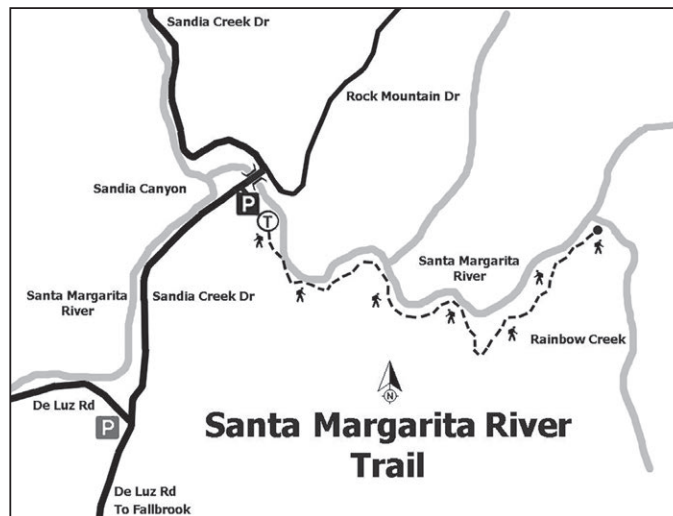 Sandia Creek Dr
Rock Mountain Dr
Sandia Canyon
P
T
Santa Margarita
River
Santa Margarita
River
Sandia Creek Dr
Rainbow Creek
N
De Luz Rd
P
Santa Margarita River
Trail
De Luz Rd
To Fallbrook